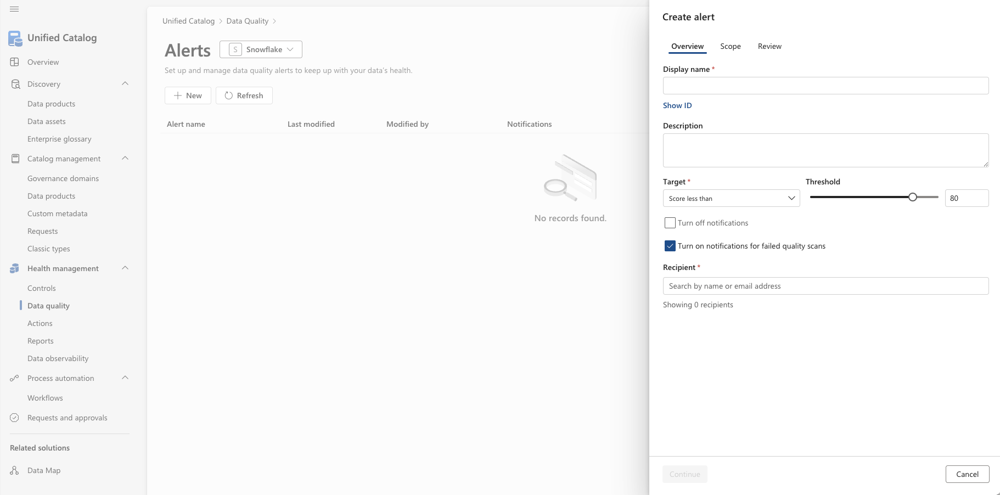 Unified Catalog
Overview
Discovery
Data products
Data assets
Enterprise glossary
Catalog management
Governance domains
Data products
Custom metadata
Requests
Classic types
Health management
Controls
Data quality
Actions
Reports
Data observability
Process automation
Workflows
Requests and approvals
Related solutions
Data Map
Unified Catalog > Data Quality >
Alerts
S Snowflake
Set up and manage data quality alerts to keep up with your data's health.
New Refresh
Alert name Last modified Modified by Notifications
No records found.
Create alert
Overview Scope Review
Display name *
Show ID
Description
Target * Threshold
Score less than 80
Turn off notifications
Turn on notifications for failed quality scans
Recipient *
Search by name or email address
Showing 0 recipients
Continue Cancel